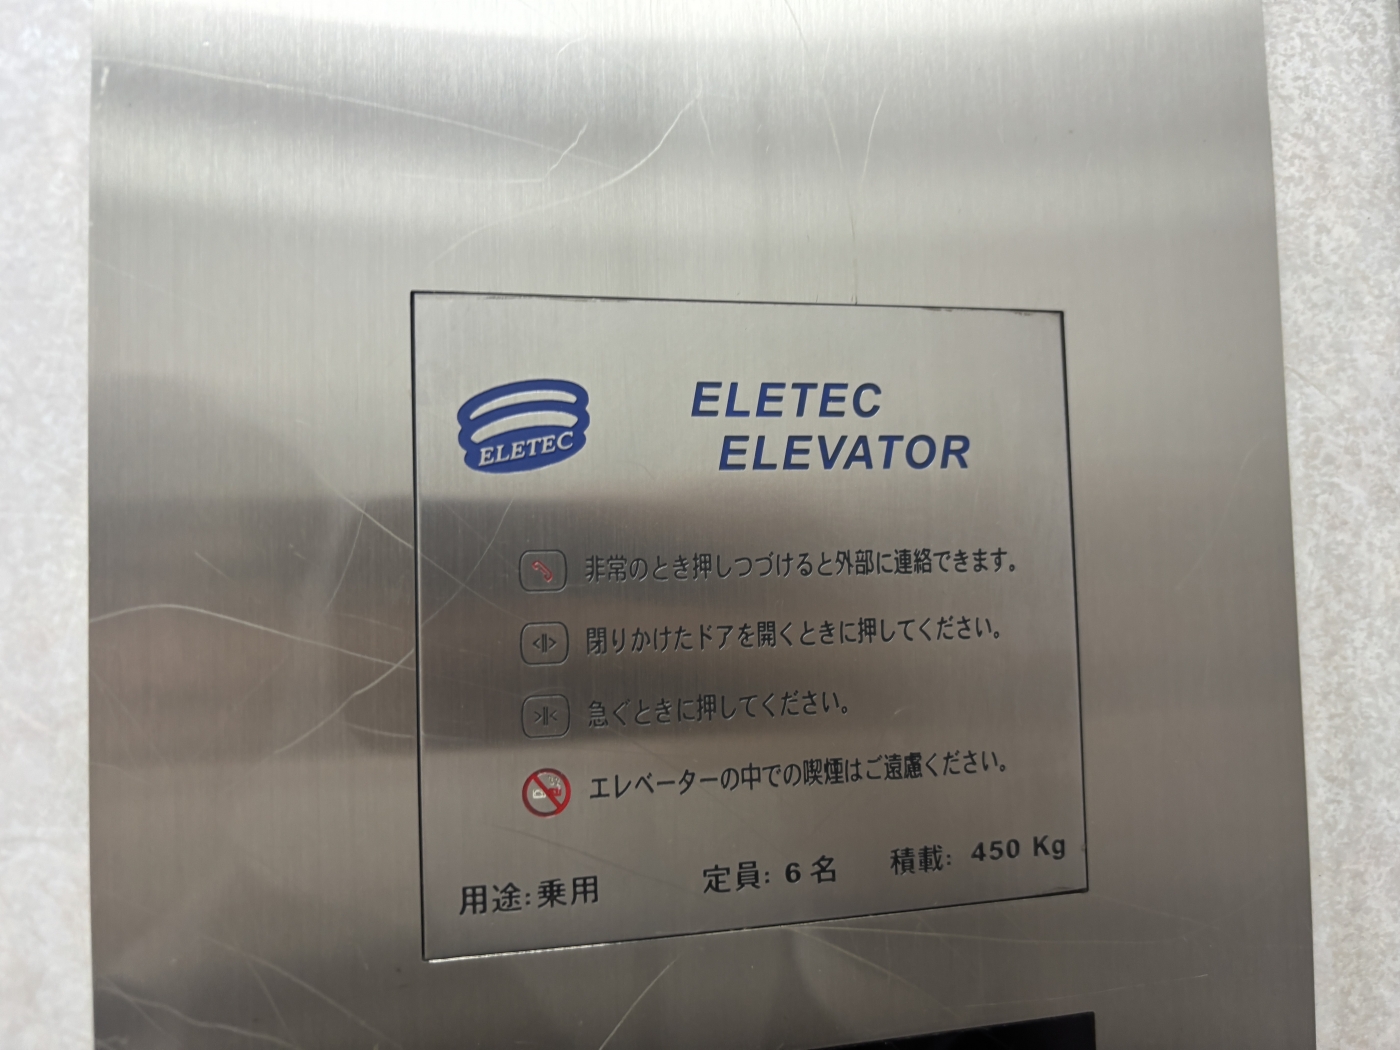 ELETEC
ELETEC
ELEVATOR
非常のとき押しつづけると外部に連絡できます。
閉りかけたドアを開くときに押してください。
急ぐときに押してください。
エレベーターの中での喫煙はご遠慮ください。
用途:乗用 定員: 6 名 積載: 450 Kg